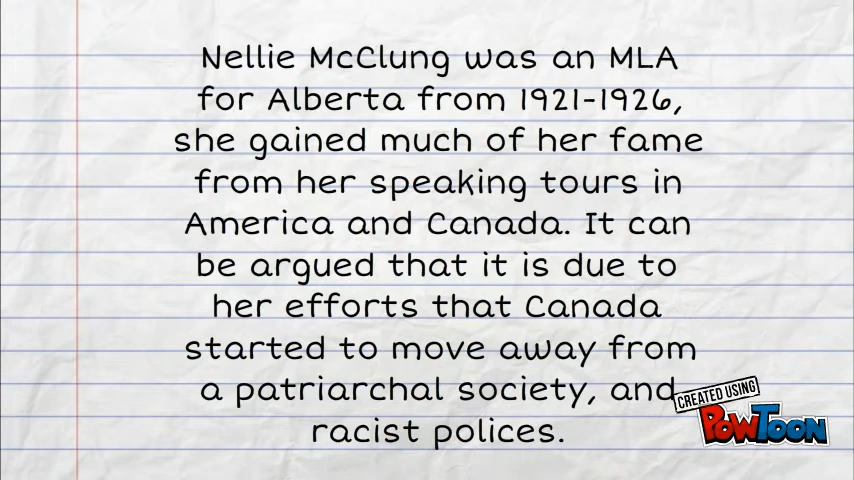 Nellie McClung was an MLA
for Alberta from 1921-1926,
she gained much of her fame
from her speaking tours in
America and Canada. It can
be argued that it is due to
her efforts that Canada
started to move away from
a patriarchal society, and
racist polices.
CREATED USING
POWTOON